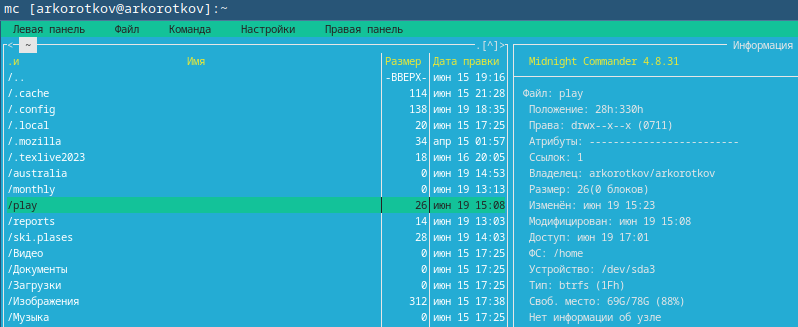 mc [arkorotkov@arkorotkov]:~
Левая панель Файл Команда Настройки Правая панель
<- ~ .[^]> Информация
.и Имя Размер Дата правки Midnight Commander 4.8.31
/.. -ВВЕРХ- июн 15 19:16
/.cache 114 июн 15 21:28 Файл: play
/.config 138 июн 19 18:35 Положение: 28h:330h
/.local 20 июн 15 17:25 Права: drwx--x--x (0711)
/.mozilla 34 апр 15 01:57 Атрибуты: -------------------------
/.texlive2023 18 июн 16 20:05 Ссылок: 1
/australia 0 июн 19 14:53 Владелец: arkorotkov/arkorotkov
/monthly 0 июн 19 13:13 Размер: 26(0 блоков)
/play 26 июн 19 15:08 Изменён: июн 19 15:23
/reports 14 июн 19 13:03 Модифицирован: июн 19 15:08
/ski.plases 28 июн 19 14:03 Доступ: июн 19 17:01
/Видео 0 июн 15 17:25 ФС: /home
/Документы 0 июн 15 17:25 Устройство: /dev/sda3
/Загрузки 0 июн 15 17:25 Тип: btrfs (1Fh)
/Изображения 312 июн 15 17:38 Своб. место: 69G/78G (88%)
/Музыка 0 июн 15 17:25 Нет информации об узле